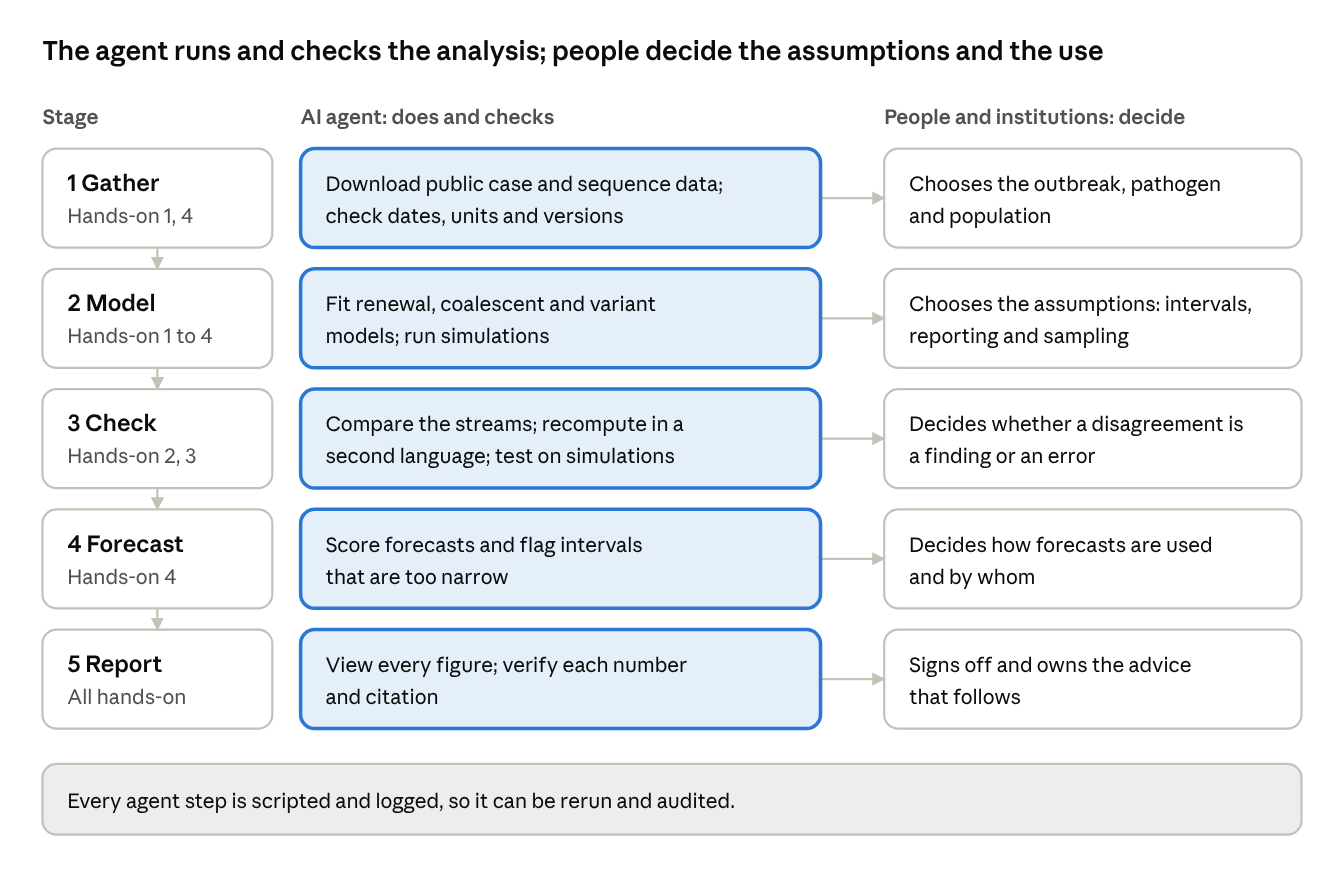 The agent runs and checks the analysis; people decide the assumptions and the use
Stage
AI agent: does and checks
People and institutions: decide
1 Gather
Hands-on 1, 4
Download public case and sequence data;
check dates, units and versions
Chooses the outbreak, pathogen
and population
2 Model
Hands-on 1 to 4
Fit renewal, coalescent and variant
models; run simulations
Chooses the assumptions: intervals,
reporting and sampling
3 Check
Hands-on 2, 3
Compare the streams; recompute in a
second language; test on simulations
Decides whether a disagreement is
a finding or an error
4 Forecast
Hands-on 4
Score forecasts and flag intervals
that are too narrow
Decides how forecasts are used
and by whom
5 Report
All hands-on
View every figure; verify each number
and citation
Signs off and owns the advice
that follows
Every agent step is scripted and logged, so it can be rerun and audited.